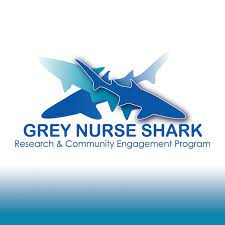 GREY NURSE SHARK
Research & Community Engagement Program